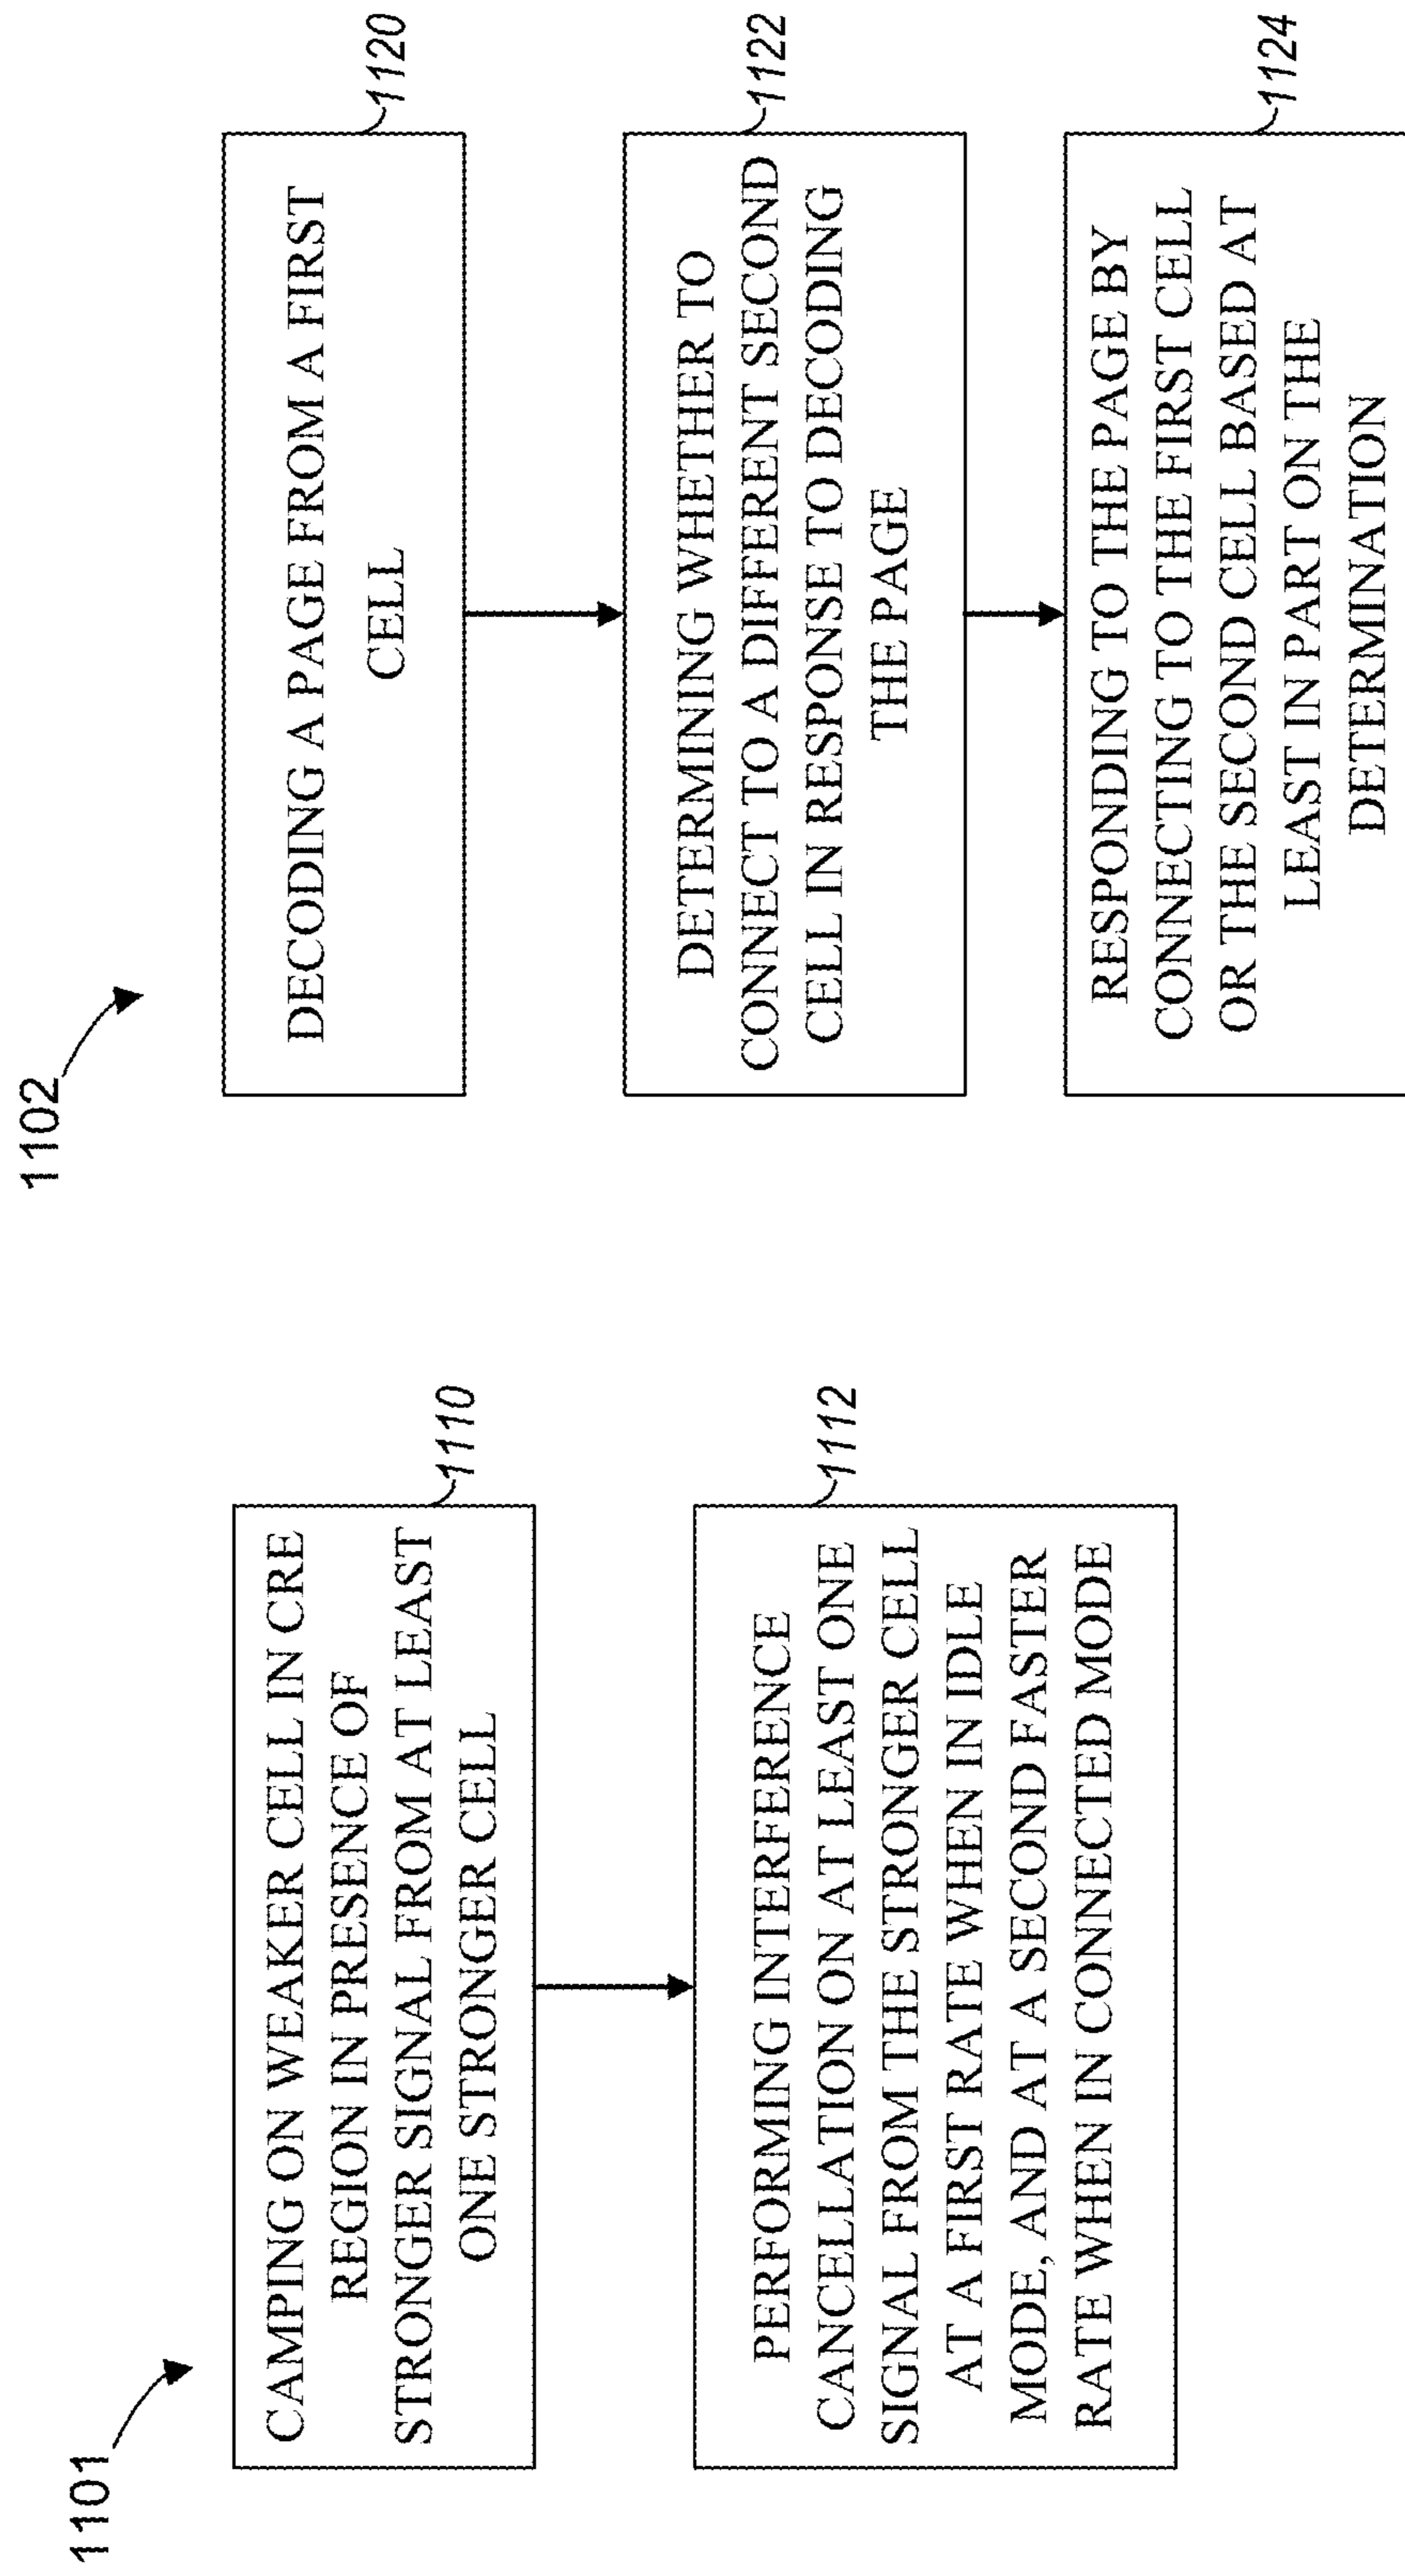 1101
CAMPING ON WEAKER CELL IN CRE
REGION IN PRESENCE OF
STRONGER SIGNAL FROM AT LEAST
ONE STRONGER CELL
1110
PERFORMING INTERFERENCE
CANCELLATION ON AT LEAST ONE
SIGNAL FROM THE STRONGER CELL
AT A FIRST RATE WHEN IN IDLE
MODE, AND AT A SECOND FASTER
RATE WHEN IN CONNECTED MODE
1112
1102
DECODING A PAGE FROM A FIRST
CELL
1120
DETERMINING WHETHER TO
CONNECT TO A DIFFERENT SECOND
CELL IN RESPONSE TO DECODING
THE PAGE
1122
RESPONDING TO THE PAGE BY
CONNECTING TO THE FIRST CELL
OR THE SECOND CELL BASED AT
LEAST IN PART ON THE
DETERMINATION
1124